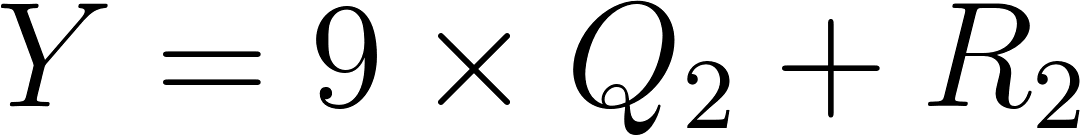 Y = 9 × Q₂ + R₂